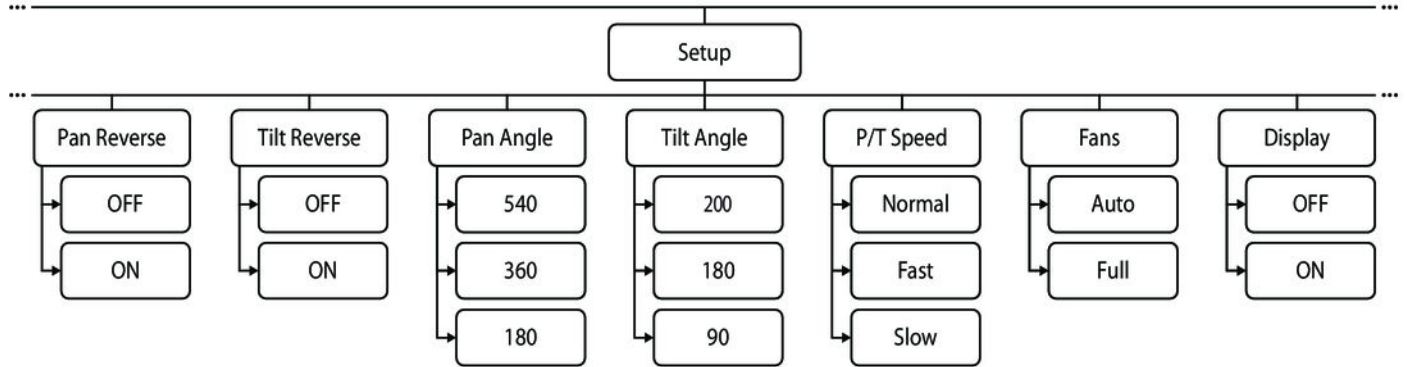 ...
...
Setup
...
...
Pan Reverse
OFF
ON
Tilt Reverse
OFF
ON
Pan Angle
540
360
180
Tilt Angle
200
180
90
P/T Speed
Normal
Fast
Slow
Fans
Auto
Full
Display
OFF
ON